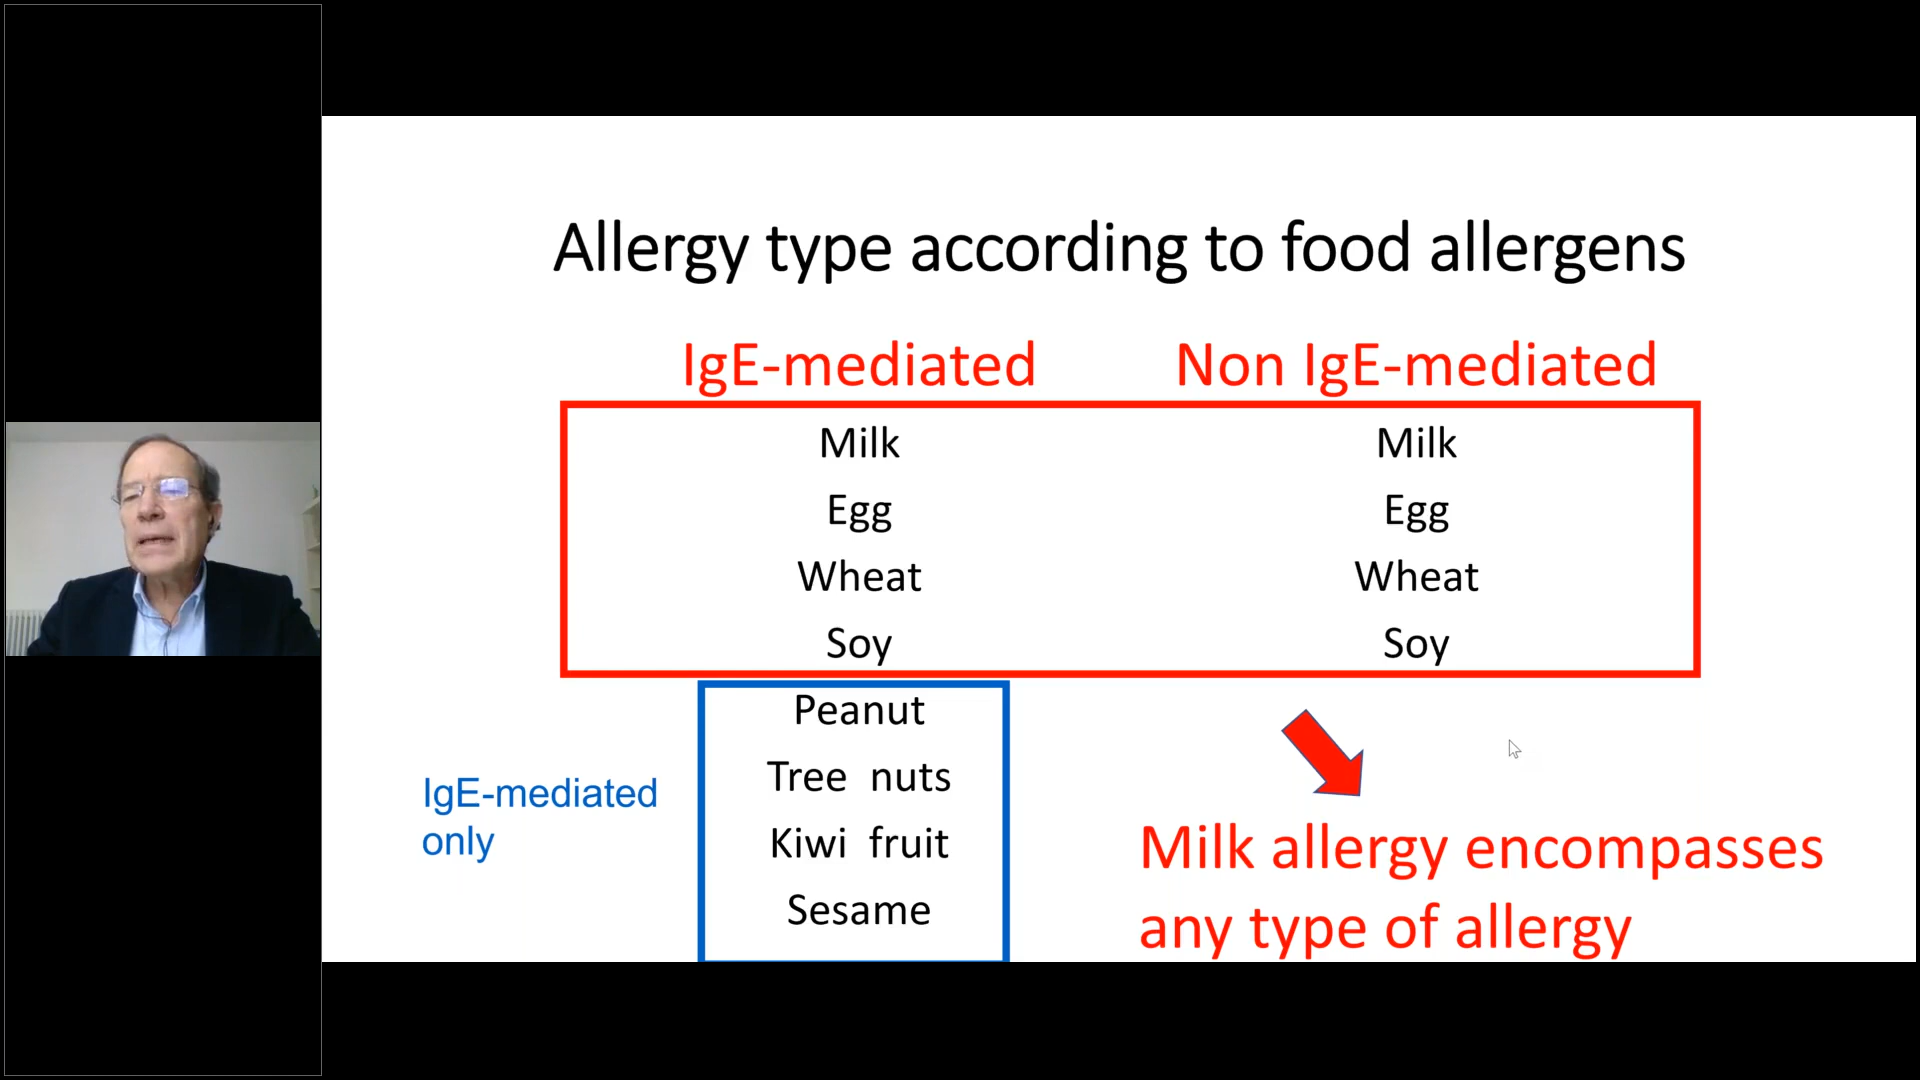 Allergy type according to food allergens
IgE-mediated
Non IgE-mediated
Milk
Milk
Egg
Egg
Wheat
Wheat
Soy
Soy
Peanut
Tree nuts
Kiwi fruit
Sesame
IgE-mediated
only
Milk allergy encompasses
any type of allergy